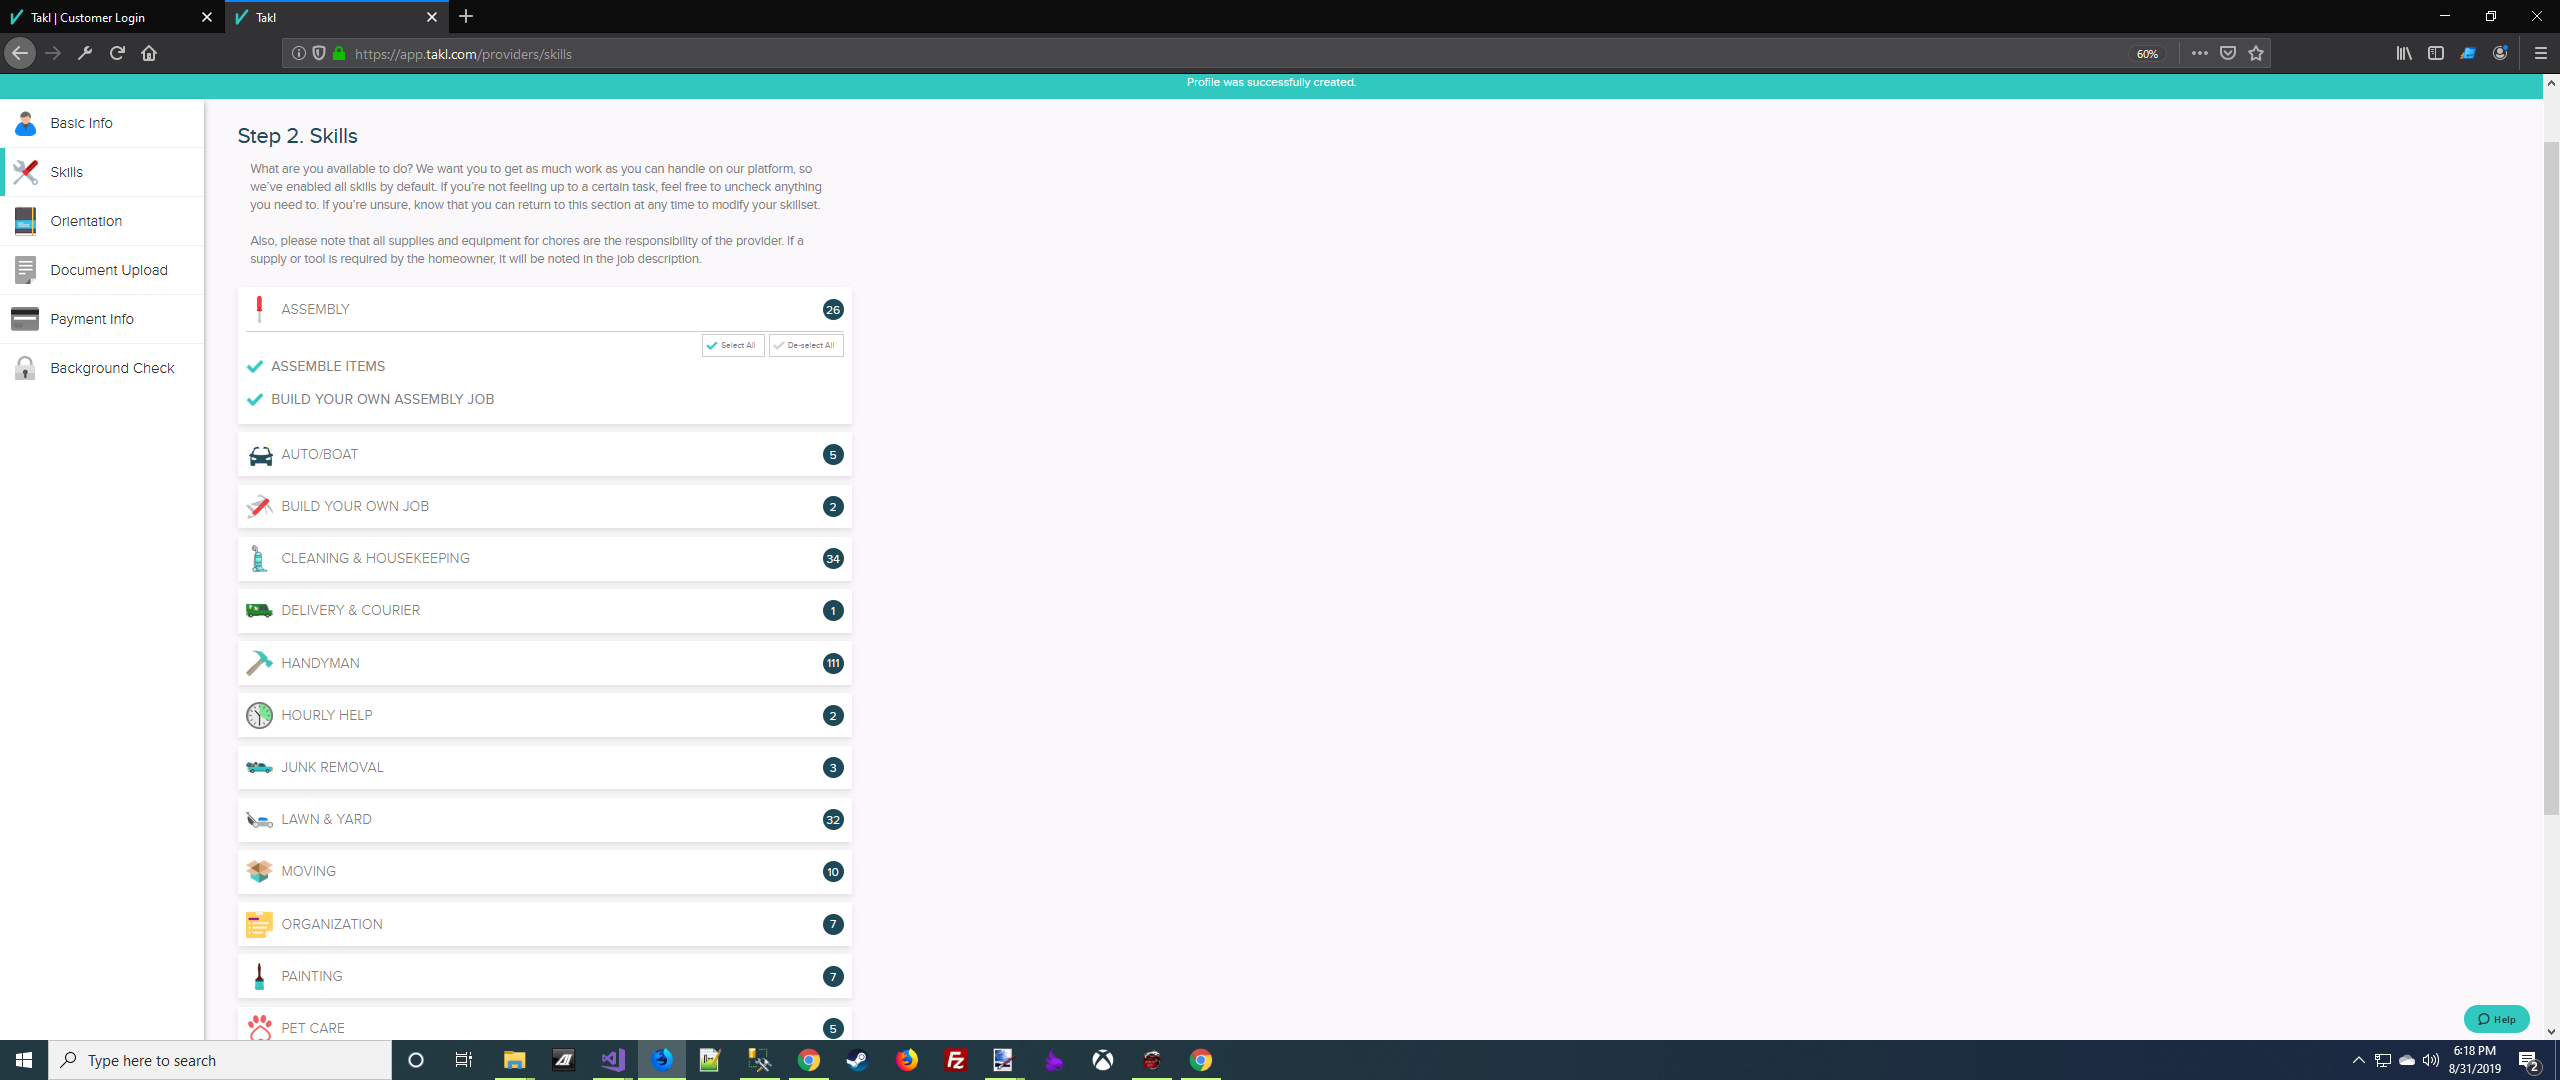 Takl | Customer Login
Takl
https://app.takl.com/providers/skills
60%
Profile was successfully created.
Basic Info
Skills
Orientation
Document Upload
Payment Info
Background Check
Step 2. Skills
What are you available to do? We want you to get as much work as you can handle on our platform, so
we've enabled all skills by default. If you're not feeling up to a certain task, feel free to uncheck anything
you need to. If you're unsure, know that you can return to this section at any time to modify your skillset.
Also, please note that all supplies and equipment for chores are the responsibility of the provider. If a
supply or tool is required by the homeowner, it will be noted in the job description.
ASSEMBLY 26
Select All De-select All
ASSEMBLE ITEMS
BUILD YOUR OWN ASSEMBLY JOB
AUTO/BOAT 5
BUILD YOUR OWN JOB 2
CLEANING & HOUSEKEEPING 34
DELIVERY & COURIER 1
HANDYMAN 111
HOURLY HELP 2
JUNK REMOVAL 3
LAWN & YARD 32
MOVING 10
ORGANIZATION 7
PAINTING 7
PET CARE 5
Help
Type here to search
6:18 PM
8/31/2019
2